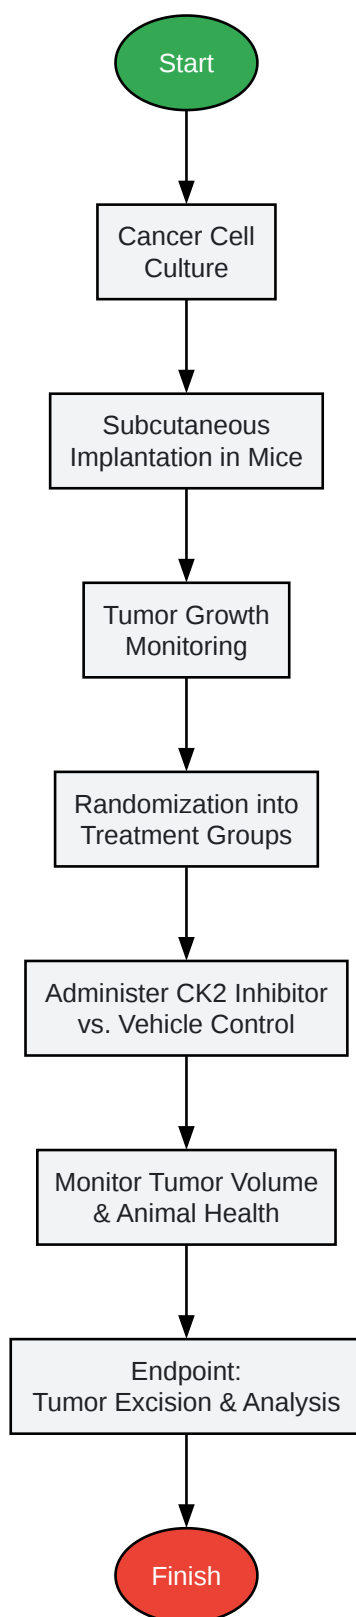 Start
Cancer Cell
Culture
Subcutaneous
Implantation in Mice
Tumor Growth
Monitoring
Randomization into
Treatment Groups
Administer CK2 Inhibitor
vs. Vehicle Control
Monitor Tumor Volume
& Animal Health
Endpoint:
Tumor Excision & Analysis
Finish